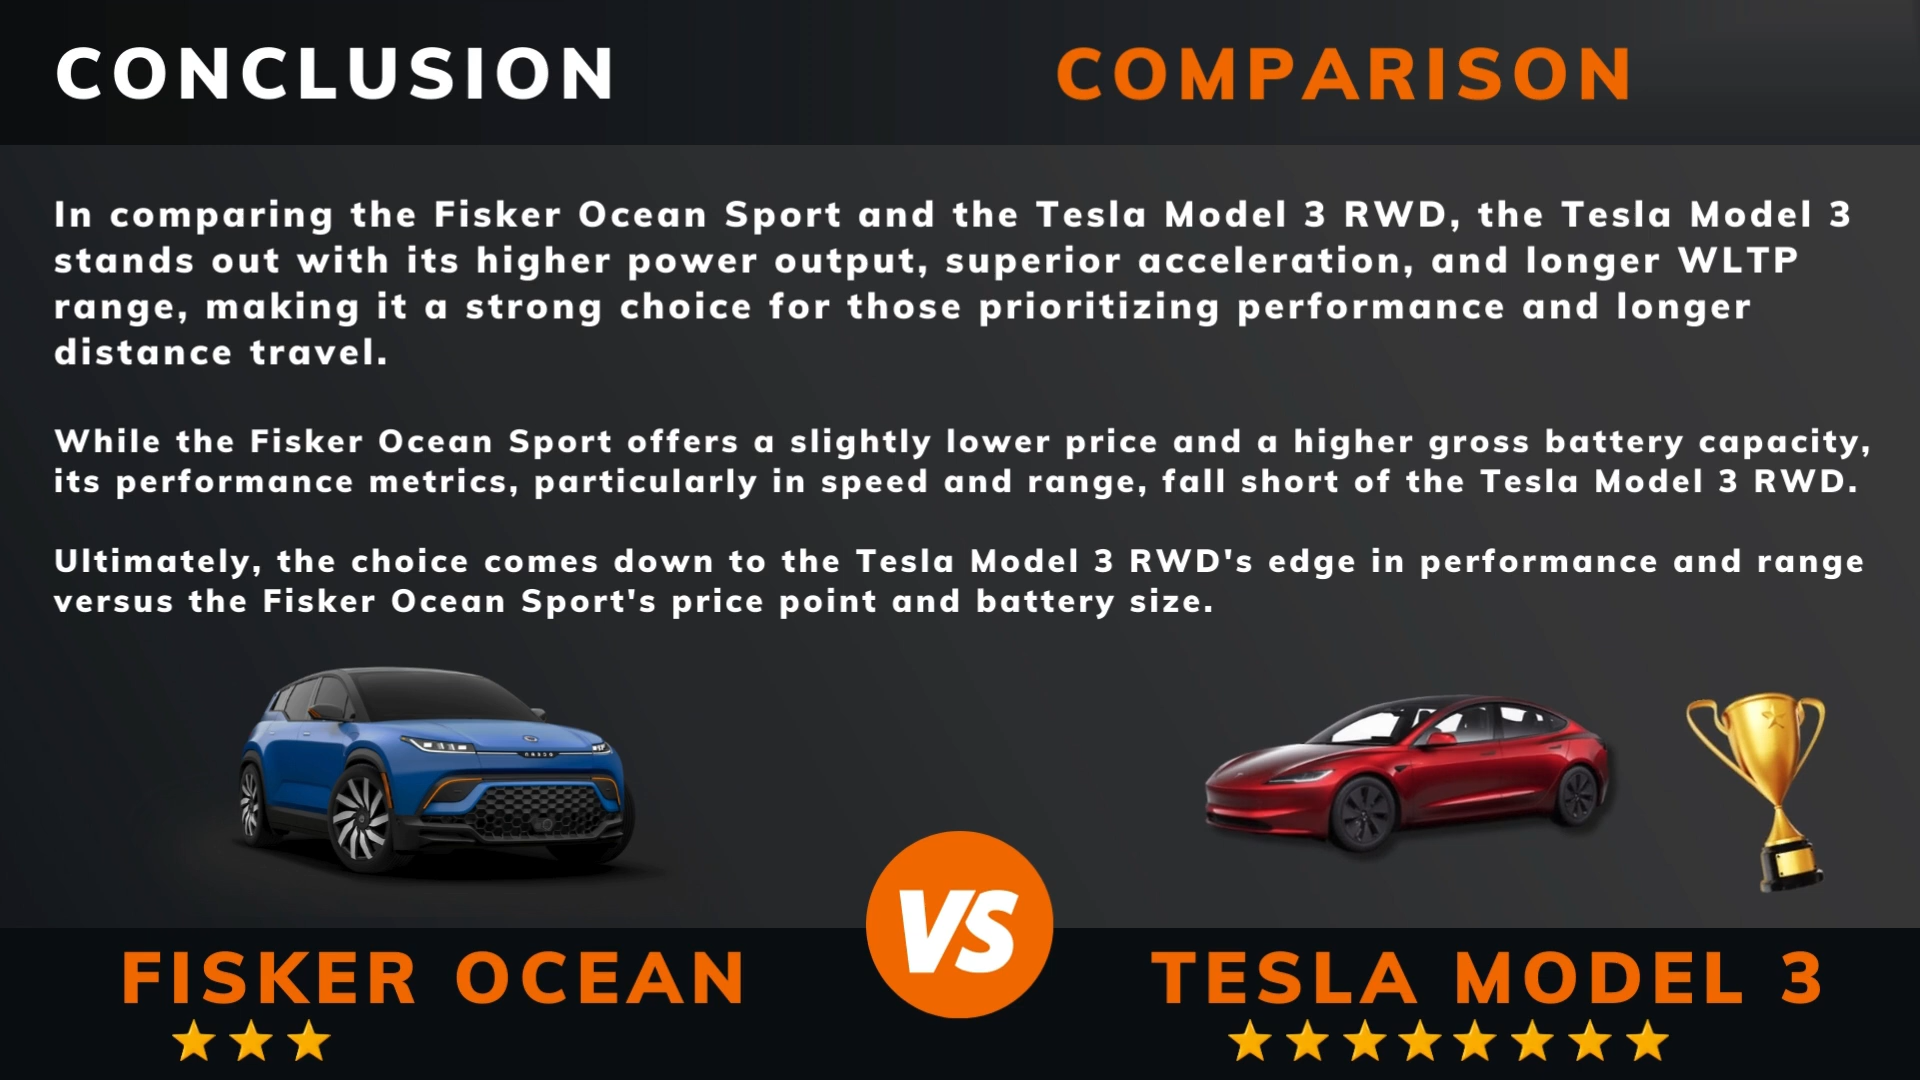 CONCLUSION
COMPARISON
In comparing the Fisker Ocean Sport and the Tesla Model 3 RWD, the Tesla Model 3
stands out with its higher power output, superior acceleration, and longer WLTP
range, making it a strong choice for those prioritizing performance and longer
distance travel.
While the Fisker Ocean Sport offers a slightly lower price and a higher gross battery capacity,
its performance metrics, particularly in speed and range, fall short of the Tesla Model 3 RWD.
Ultimately, the choice comes down to the Tesla Model 3 RWD's edge in performance and range
versus the Fisker Ocean Sport's price point and battery size.
VS
FISKER OCEAN
TESLA MODEL 3